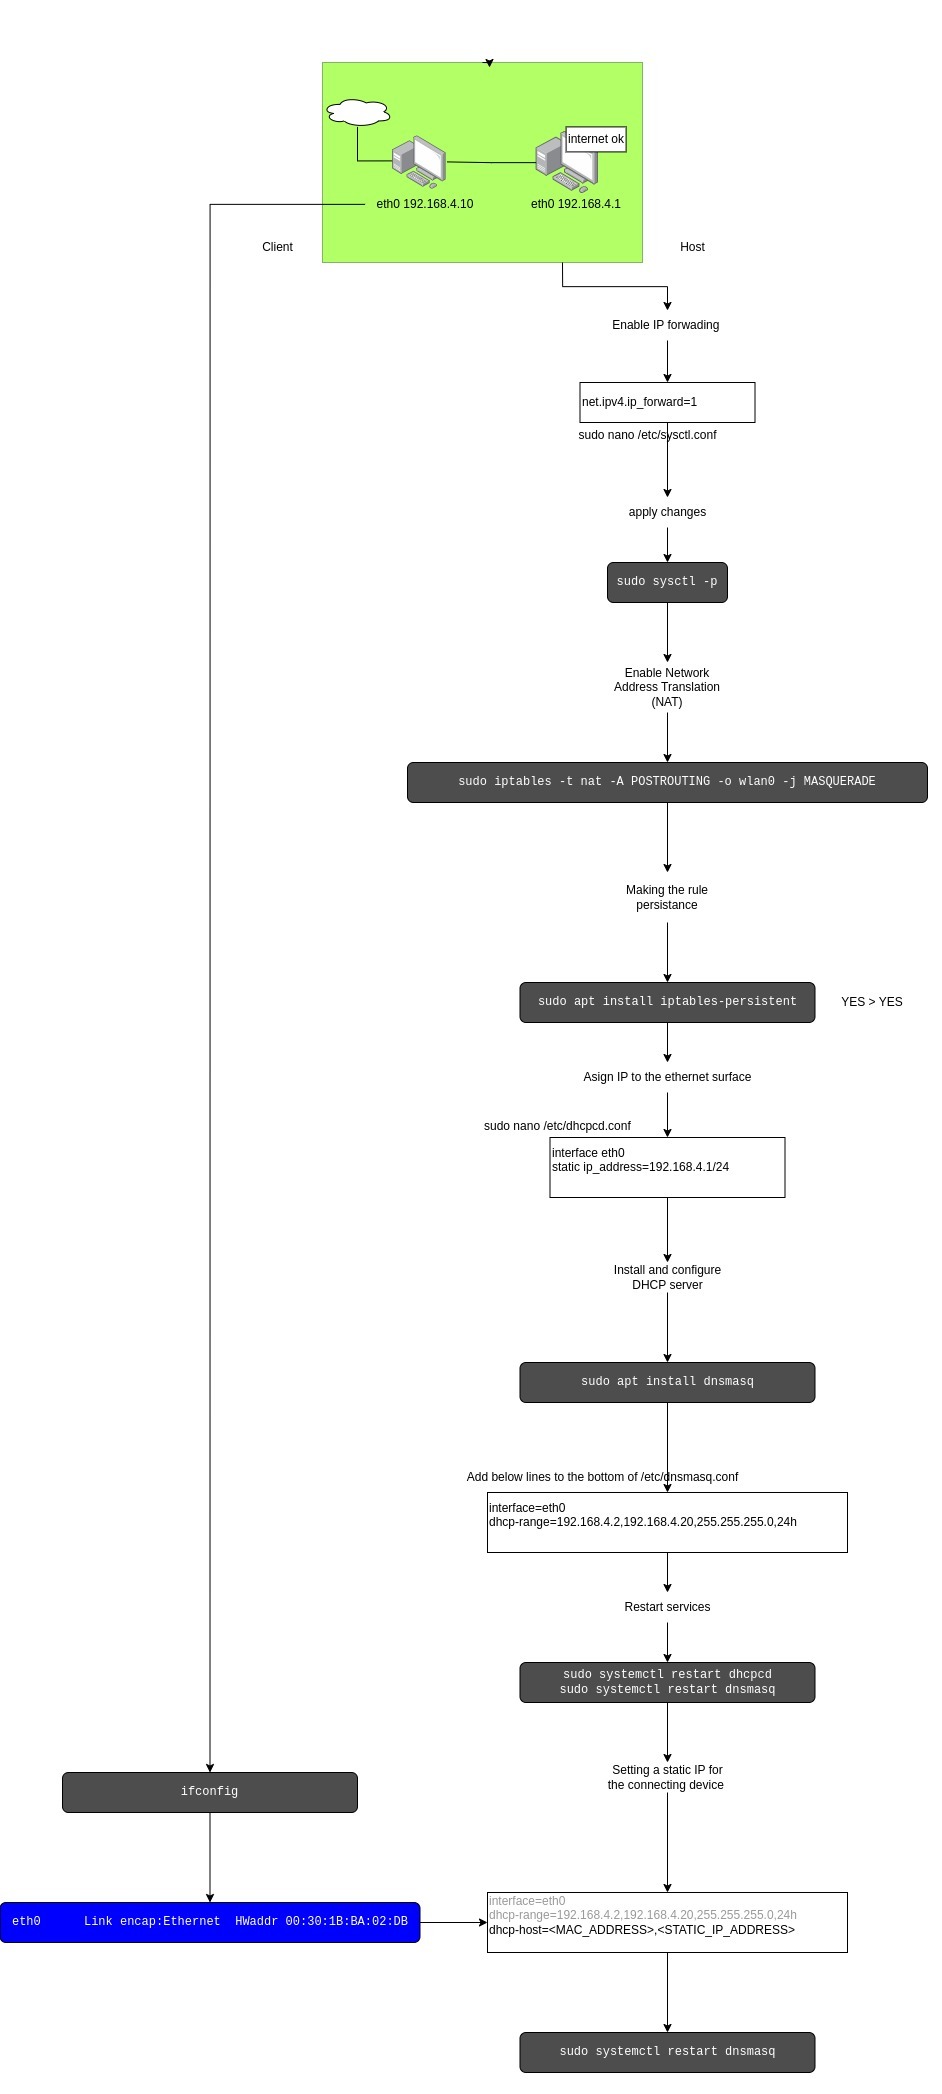 internet ok
eth0 192.168.4.10
eth0 192.168.4.1
Client
Host
Enable IP forwading
net.ipv4.ip_forward=1
sudo nano /etc/sysctl.conf
apply changes
sudo sysctl -p
Enable Network
Address Translation
(NAT)
sudo iptables -t nat -A POSTROUTING -o wlan0 -j MASQUERADE
Making the rule
persistance
sudo apt install iptables-persistent
YES > YES
Asign IP to the ethernet surface
sudo nano /etc/dhcpcd.conf
interface eth0
static ip_address=192.168.4.1/24
Install and configure
DHCP server
sudo apt install dnsmasq
Add below lines to the bottom of /etc/dnsmasq.conf
interface=eth0
dhcp-range=192.168.4.2,192.168.4.20,255.255.255.0,24h
Restart services
sudo systemctl restart dhcpcd
sudo systemctl restart dnsmasq
Setting a static IP for
the connecting device
ifconfig
eth0      Link encap:Ethernet  HWaddr 00:30:1B:BA:02:DB
interface=eth0
dhcp-range=192.168.4.2,192.168.4.20,255.255.255.0,24h
dhcp-host=<MAC_ADDRESS>,<STATIC_IP_ADDRESS>
sudo systemctl restart dnsmasq